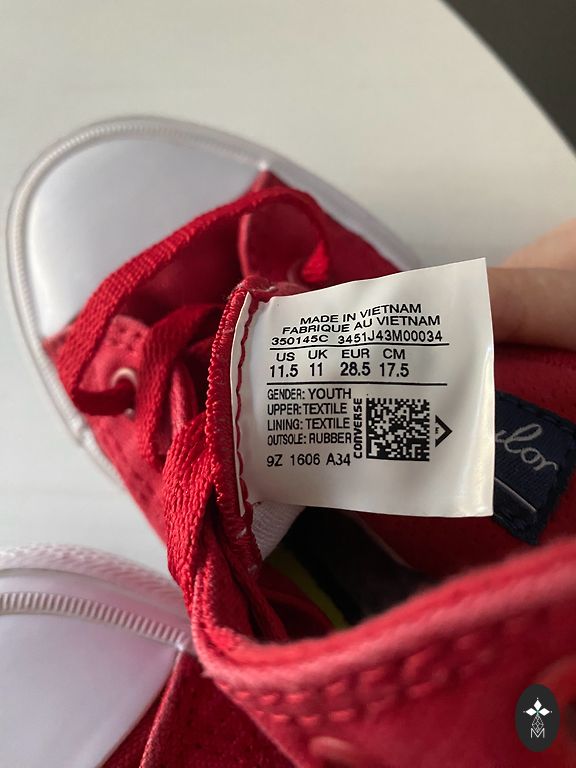 MADE IN VIETNAM
FABRIQUE AU VIETNAM
350145C 3451J43M00034
US UK EUR CM
11.5 11 28.5 17.5
GENDER: YOUTH
UPPER: TEXTILE
LINING: TEXTILE
OUTSOLE: RUBBER
9Z 1606 A34
CONVERSE
lor
M